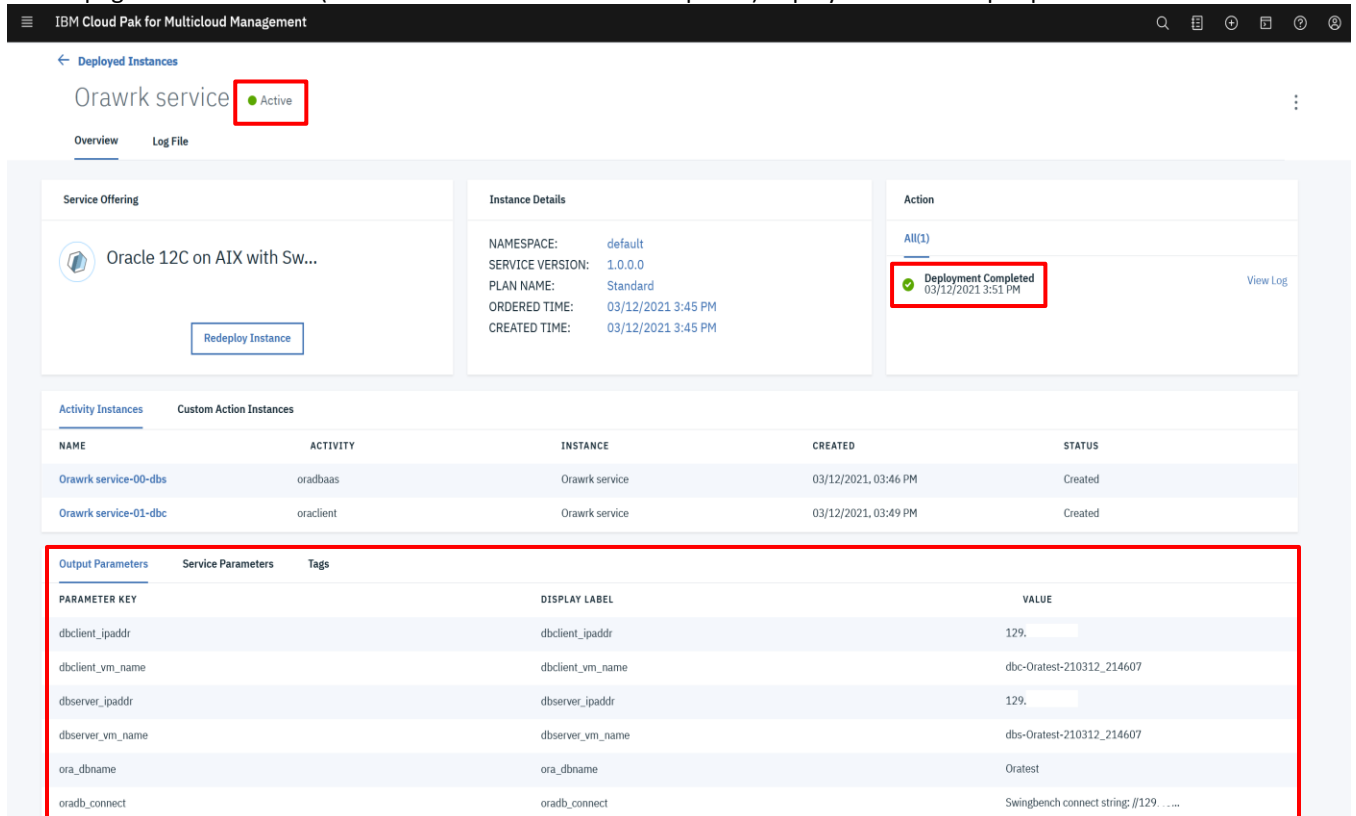 IBM Cloud Pak for Multicloud Management
Deployed Instances
Orawrk service Active
Overview Log File
Service Offering
Oracle 12C on AIX with Sw...
Redeploy Instance
Instance Details
NAMESPACE: default
SERVICE VERSION: 1.0.0.0
PLAN NAME: Standard
ORDERED TIME: 03/12/2021 3:45 PM
CREATED TIME: 03/12/2021 3:45 PM
Action
All(1)
Deployment Completed View Log
03/12/2021 3:51 PM
Activity Instances Custom Action Instances
NAME ACTIVITY INSTANCE CREATED STATUS
Orawrk service-00-dbs oradbaas Orawrk service 03/12/2021, 03:46 PM Created
Orawrk service-01-dbc oraclient Orawrk service 03/12/2021, 03:49 PM Created
Output Parameters Service Parameters Tags
PARAMETER KEY DISPLAY LABEL VALUE
dbclient_ipaddr dbclient_ipaddr 129.
dbclient_vm_name dbclient_vm_name dbc-Oratest-210312_214607
dbserver_ipaddr dbserver_ipaddr 129.
dbserver_vm_name dbserver_vm_name dbs-Oratest-210312_214607
ora_dbname ora_dbname Oratest
oradb_connect oradb_connect Swingbench connect string: //129. ...